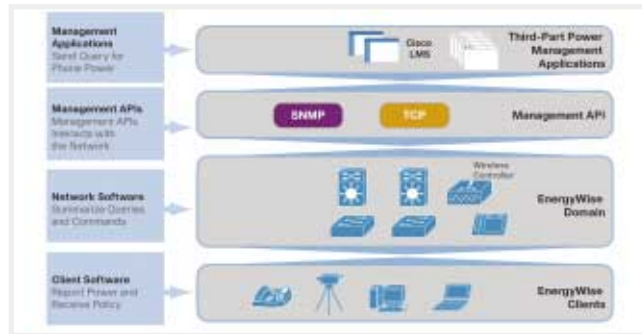 Management
Applications
Send Query for
Phone Power
Cisco
LMS
Third-Part Power
Management
Applications
Management APIs
Management APIs
Interacts with
the Network
SNMP
TCP
Management API
Network Software
Summarize Queries
and Commands
Wireless
Controller
EnergyWise
Domain
Client Software
Report Power and
Receive Policy
EnergyWise
Clients